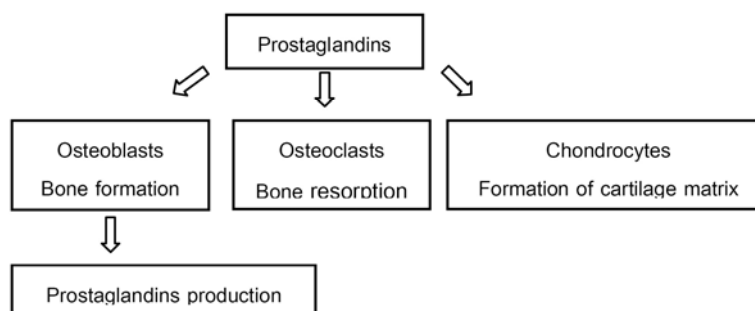 Prostaglandins
Osteoblasts
Bone formation
Osteoclasts
Bone resorption
Chondrocytes
Formation of cartilage matrix
Prostaglandins production